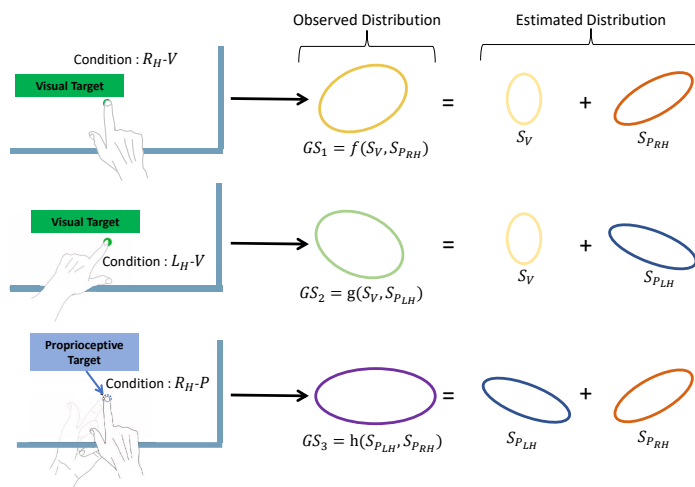 Observed Distribution
Estimated Distribution
Condition : R_H-V
Visual Target
=
+
GS_1 = f(S_V, S_{P_{RH}})
S_V
S_{P_{RH}}
Visual Target
Condition : L_H-V
=
+
GS_2 = g(S_V, S_{P_{LH}})
S_V
S_{P_{LH}}
Proprioceptive
Target
Condition : R_H-P
=
+
GS_3 = h(S_{P_{LH}}, S_{P_{RH}})
S_{P_{LH}}
S_{P_{RH}}